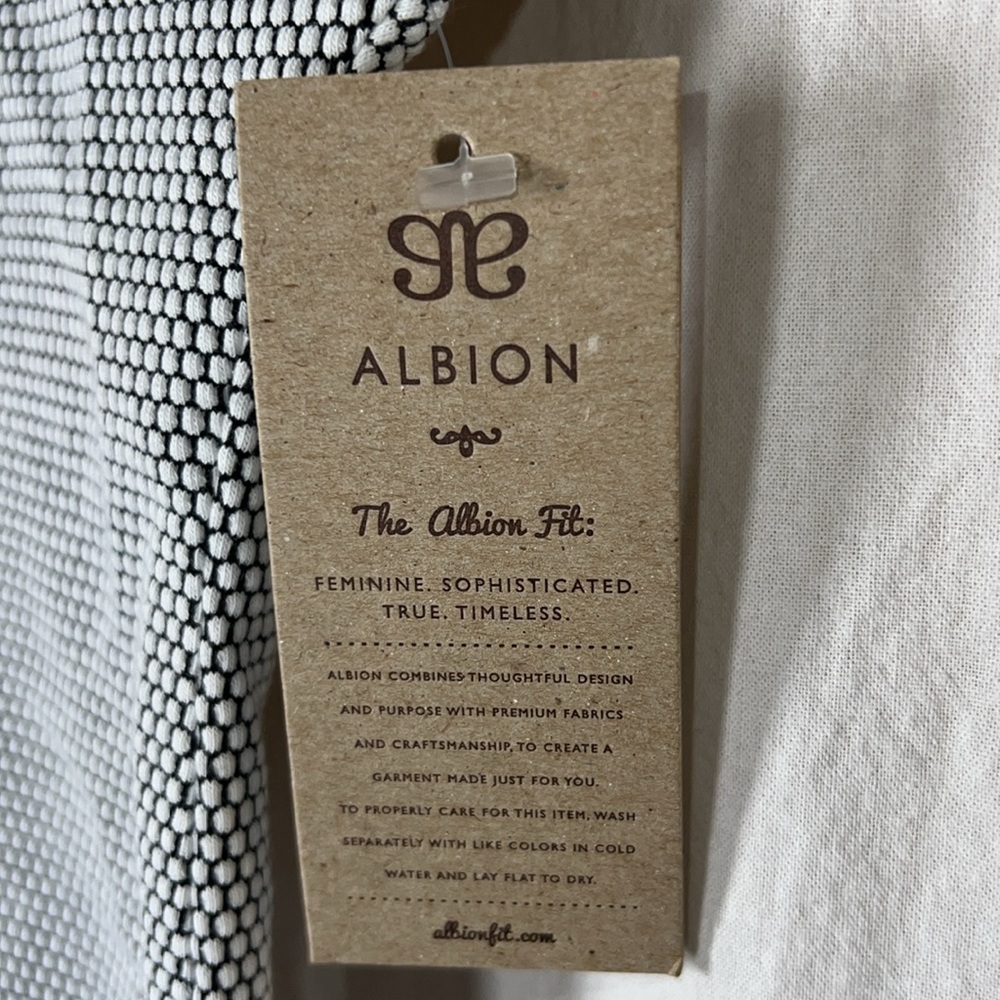 ALBION
The Albion Fit:
FEMININE. SOPHISTICATED.
TRUE. TIMELESS.
ALBION COMBINES THOUGHTFUL DESIGN
AND PURPOSE WITH PREMIUM FABRICS
AND CRAFTSMANSHIP, TO CREATE A
GARMENT MADE JUST FOR YOU.
TO PROPERLY CARE FOR THIS ITEM, WASH
SEPARATELY WITH LIKE COLORS IN COLD
WATER AND LAY FLAT TO DRY.
albionfit.com